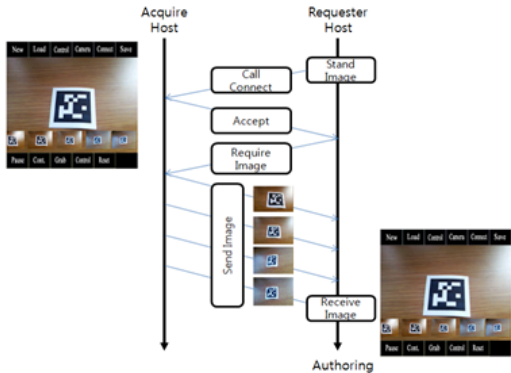 Acquire
Host
Requester
Host
New Load Control Camera Connect Save
Stand
Image
Call
Connect
Accept
Require
Image
Pause Cont. Grab Control Reset
Send Image
New Load Control Camera Connect Save
Receive
Image
Pause Cont. Grab Control Reset
Authoring